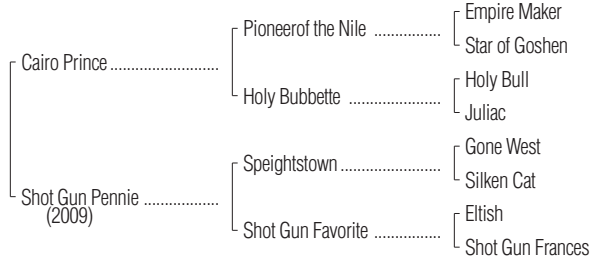 Empire Maker
Pioneerof the Nile ................
Star of Goshen
Cairo Prince ..........................
Holy Bull
Holy Bubbette ......................
Juliac
Gone West
Speightstown ........................
Silken Cat
Shot Gun Pennie ..................
(2009)
Eltish
Shot Gun Favorite ................
Shot Gun Frances